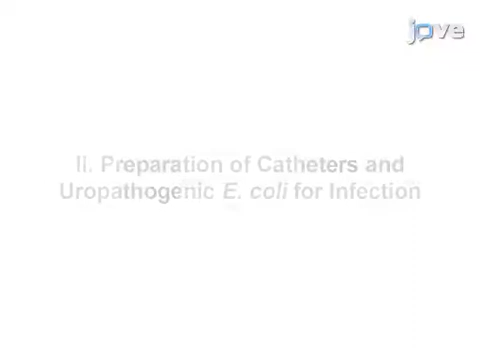 jove
Ii. Preparation of Catheters and
Uropathogenic E. coli for Infection